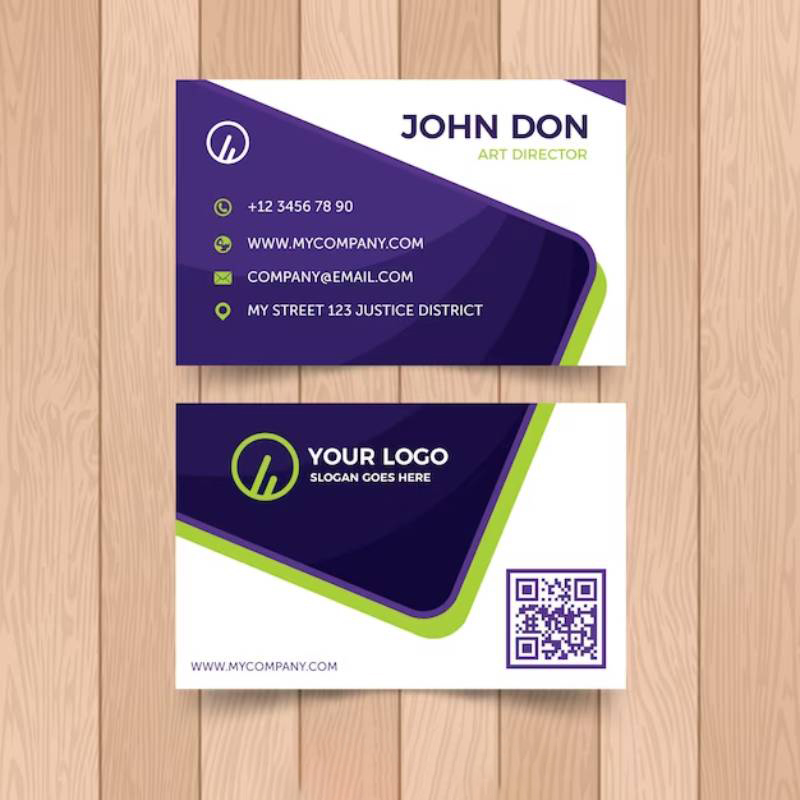 JOHN DON
ART DIRECTOR
+12 3456 78 90
WWW.MYCOMPANY.COM
COMPANY@EMAIL.COM
MY STREET 123 JUSTICE DISTRICT
YOUR LOGO
SLOGAN GOES HERE
WWW.MYCOMPANY.COM